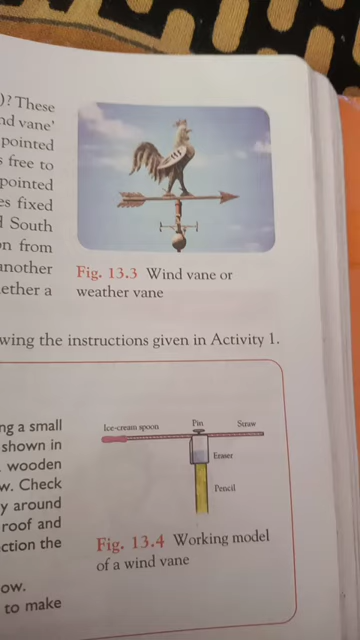 )? These
nd vane'
pointed
s free to
pointed
es fixed
d South
on from
another
ether a
Fig. 13.3 Wind vane or
weather vane
wing the instructions given in Activity 1.
ng a small
shown in
wooden
w. Check
y around
roof and
ction the
ow.
to make
Ice-cream spoon Pin Straw
Eraser
Pencil
Fig. 13.4 Working model
of a wind vane